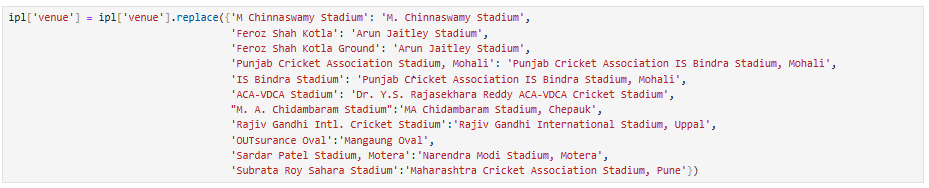 ipl['venue'] = ipl['venue'].replace({'M Chinnaswamy Stadium': 'M. Chinnaswamy Stadium',
'Feroz Shah Kotla': 'Arun Jaitley Stadium',
'Feroz Shah Kotla Ground': 'Arun Jaitley Stadium',
'Punjab Cricket Association Stadium, Mohali': 'Punjab Cricket Association IS Bindra Stadium, Mohali',
'IS Bindra Stadium': 'Punjab Cricket Association IS Bindra Stadium, Mohali',
'ACA-VDCA Stadium': 'Dr. Y.S. Rajasekhara Reddy ACA-VDCA Cricket Stadium',
"M. A. Chidambaram Stadium":'MA Chidambaram Stadium, Chepauk',
'Rajiv Gandhi Intl. Cricket Stadium':'Rajiv Gandhi International Stadium, Uppal',
'OUTsurance Oval':'Mangaung Oval',
'Sardar Patel Stadium, Motera':'Narendra Modi Stadium, Motera',
'Subrata Roy Sahara Stadium':'Maharashtra Cricket Association Stadium, Pune'})